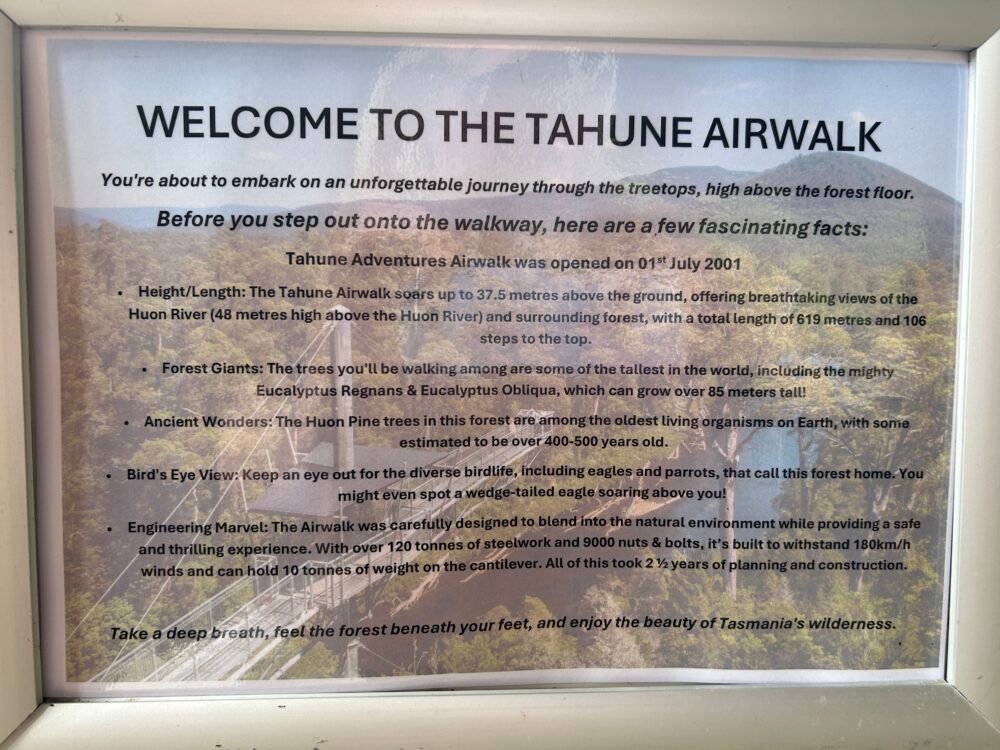 WELCOME TO THE TAHUNE AIRWALK
You're about to embark on an unforgettable journey through the treetops, high above the forest floor.
Before you step out onto the walkway, here are a few fascinating facts:
Tahune Adventures Airwalk was opened on 01st July 2001
• Height/Length: The Tahune Airwalk soars up to 37.5 metres above the ground, offering breathtaking views of the
Huon River (48 metres high above the Huon River) and surrounding forest, with a total length of 619 metres and 106
steps to the top.
• Forest Giants: The trees you'll be walking among are some of the tallest in the world, including the mighty
Eucalyptus Regnans & Eucalyptus Obliqua, which can grow over 85 meters tall!
• Ancient Wonders: The Huon Pine trees in this forest are among the oldest living organisms on Earth, with some
estimated to be over 400-500 years old.
• Bird's Eye View: Keep an eye out for the diverse birdlife, including eagles and parrots, that call this forest home. You
might even spot a wedge-tailed eagle soaring above you!
• Engineering Marvel: The Airwalk was carefully designed to blend into the natural environment while providing a safe
and thrilling experience. With over 120 tonnes of steelwork and 9000 nuts & bolts, it's built to withstand 180km/h
winds and can hold 10 tonnes of weight on the cantilever. All of this took 2 ½ years of planning and construction.
Take a deep breath, feel the forest beneath your feet, and enjoy the beauty of Tasmania's wilderness.